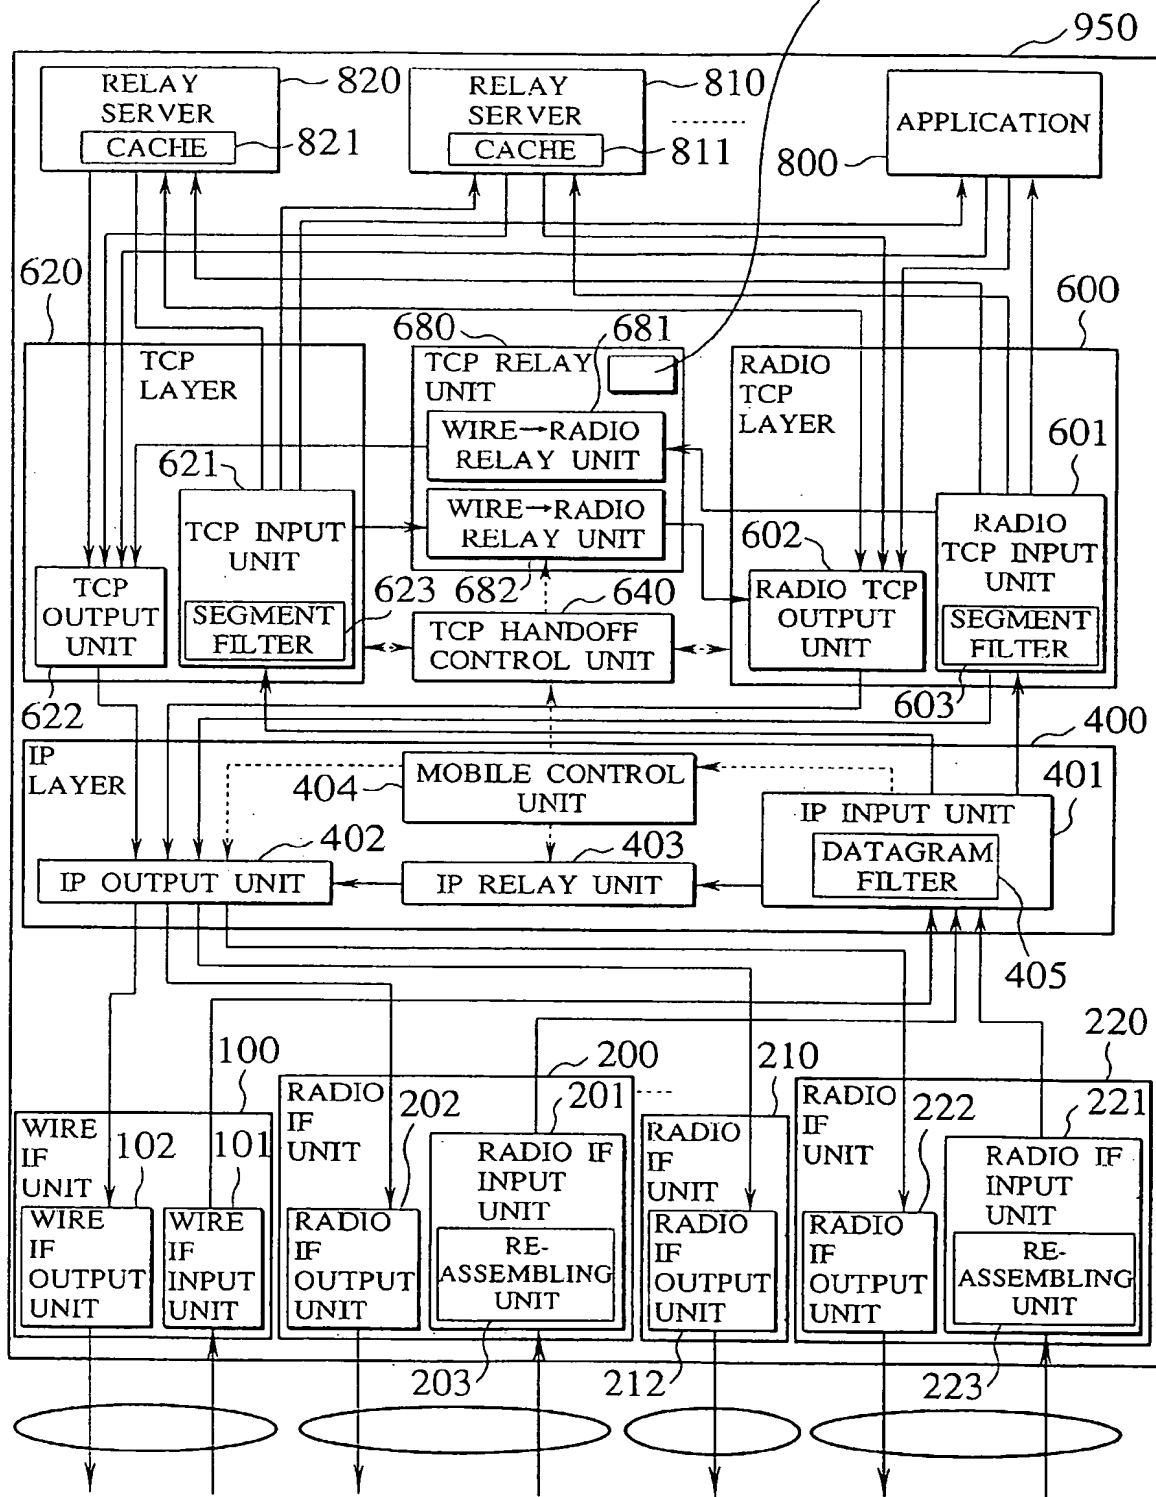 950
RELAY
SERVER
CACHE
820
821
RELAY
SERVER
CACHE
810
811
APPLICATION
800
620
TCP
LAYER
680
681
TCP RELAY
UNIT
WIRE→RADIO
RELAY UNIT
WIRE→RADIO
RELAY UNIT
682
600
RADIO
TCP
LAYER
601
621
TCP INPUT
UNIT
SEGMENT
FILTER
623
TCP
OUTPUT
UNIT
622
640
TCP HANDOFF
CONTROL UNIT
602
RADIO TCP
OUTPUT
UNIT
RADIO
TCP INPUT
UNIT
SEGMENT
FILTER
603
400
IP
LAYER
404
MOBILE CONTROL
UNIT
401
IP INPUT UNIT
DATAGRAM
FILTER
405
402
IP OUTPUT UNIT
403
IP RELAY UNIT
100
WIRE
IF
UNIT
102
101
WIRE
IF
OUTPUT
UNIT
WIRE
IF
INPUT
UNIT
200
RADIO
IF
UNIT
202
201
RADIO
IF
OUTPUT
UNIT
RADIO IF
INPUT
UNIT
RE-
ASSEMBLING
UNIT
203
210
RADIO
IF
UNIT
RADIO
IF
OUTPUT
UNIT
212
220
RADIO
IF
UNIT
222
221
RADIO
IF
OUTPUT
UNIT
RADIO IF
INPUT
UNIT
RE-
ASSEMBLING
UNIT
223